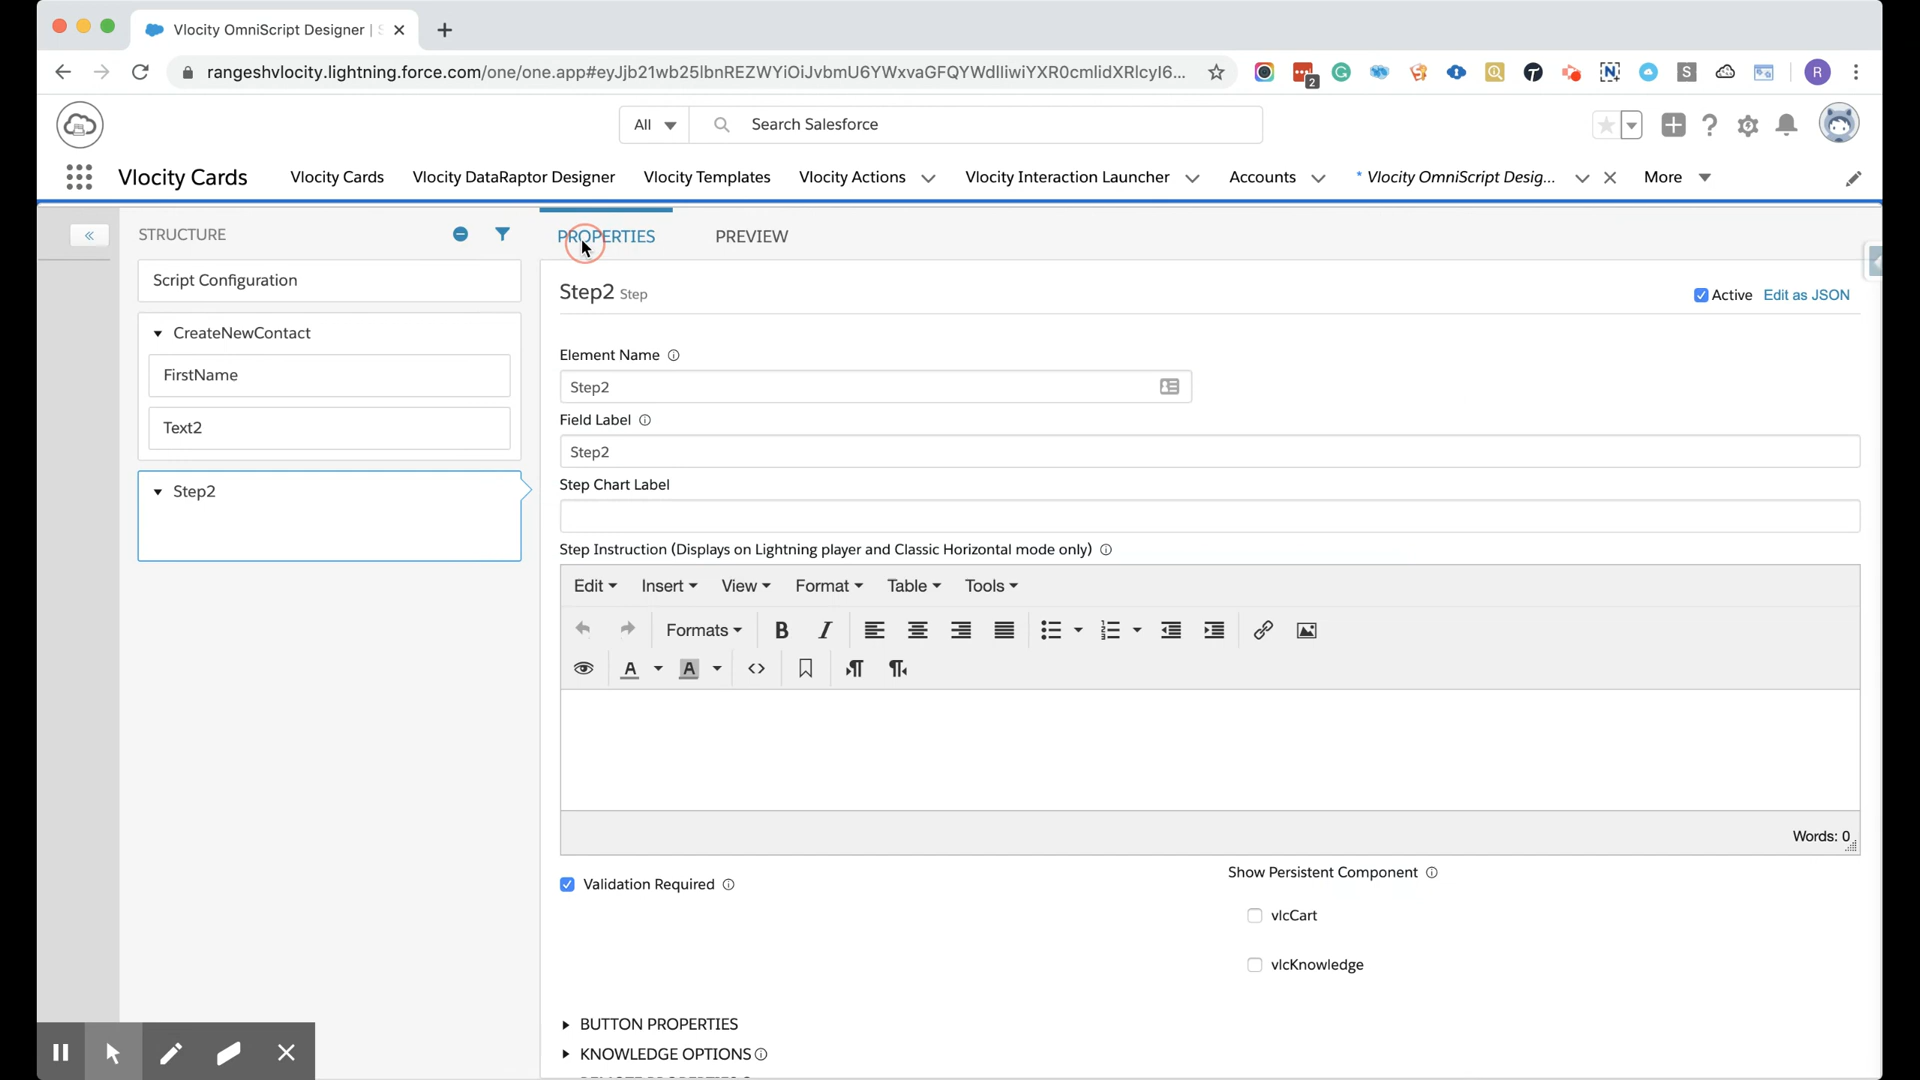 Vlocity OmniScript Designer |
rangeshvlocity.lightning.force.com/one/one.app#eyJjb21wb25lbnREZWYiOiJvbmU6YWxvaGFQYWdlIiwiYXR0cmlidXRlcyI6...
2
T
N
S
R
All
Search Salesforce
Vlocity Cards
Vlocity Cards
Vlocity DataRaptor Designer
Vlocity Templates
Vlocity Actions
Vlocity Interaction Launcher
Accounts
* Vlocity OmniScript Desig...
More
STRUCTURE
PROPERTIES
PREVIEW
Script Configuration
CreateNewContact
FirstName
Text2
Step2
Step2 Step
Active
Edit as JSON
Element Name
Step2
Field Label
Step2
Step Chart Label
Step Instruction (Displays on Lightning player and Classic Horizontal mode only)
Edit Insert View Format Table Tools
Formats B I
A A
Words: 0
Validation Required
Show Persistent Component
vlcCart
vlcKnowledge
BUTTON PROPERTIES
KNOWLEDGE OPTIONS